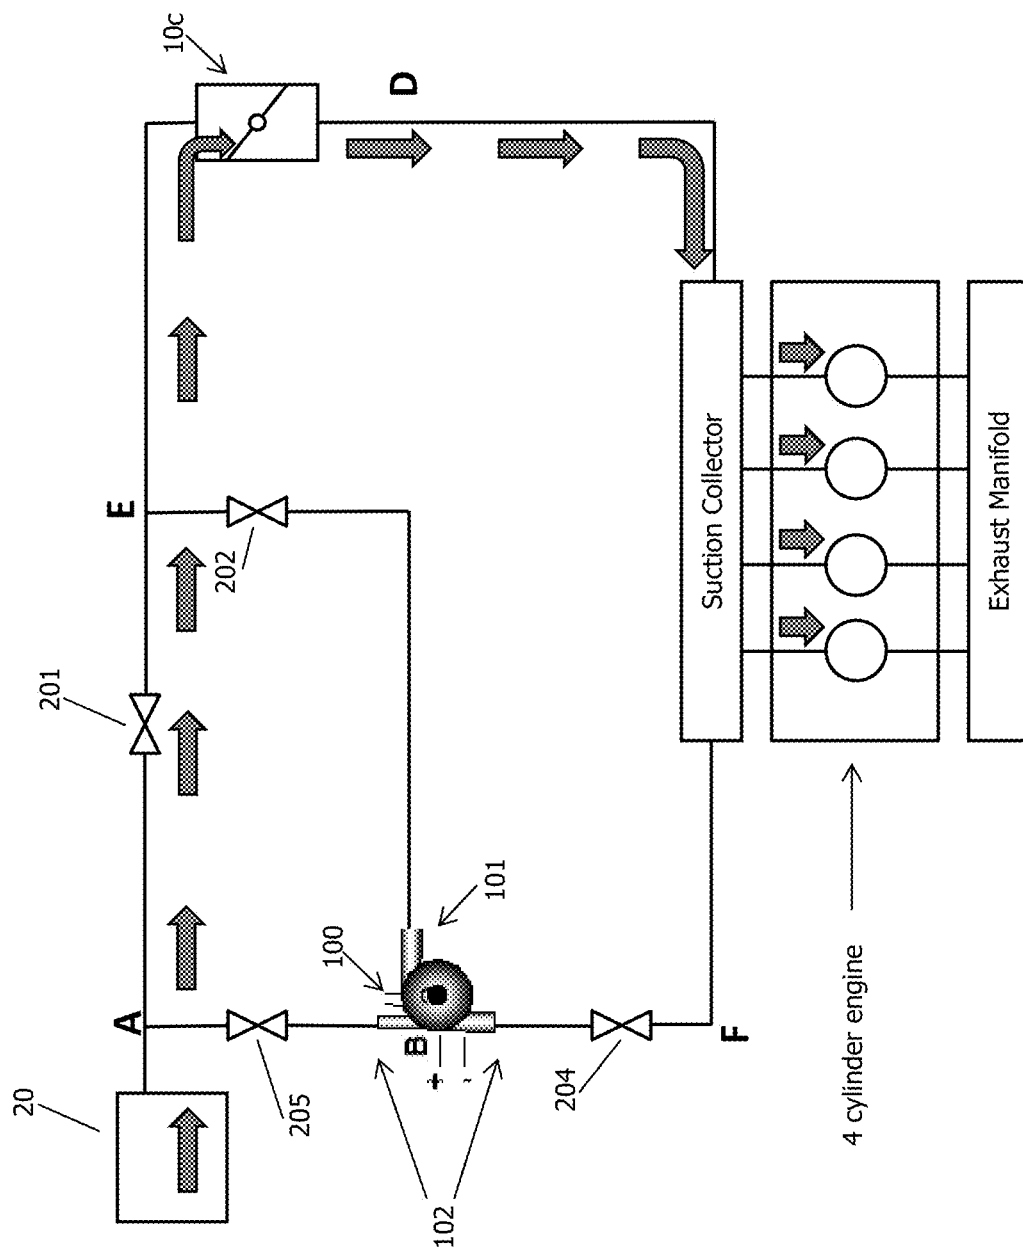 20
201
10c
A
E
205
202
100
D
B
+
-
102
101
204
F
Suction Collector
4 cylinder engine
Exhaust Manifold